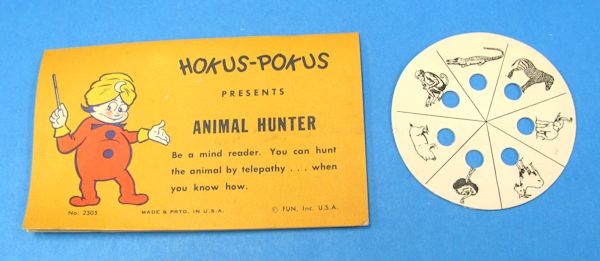 HOKUS-POKUS
PRESENTS
ANIMAL HUNTER
Be a mind reader. You can hunt
the animal by telepathy . . . when
you know how.
No. 2305
MADE & PRTD. IN U.S.A.
© FUN, Inc. U.S.A.